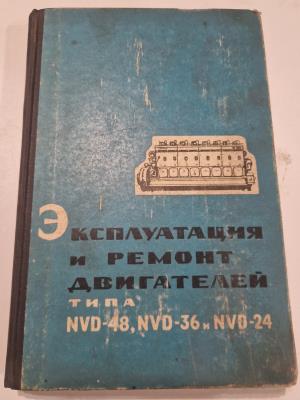 Эксплуатация
и ремонт
двигателей
типа
NVD-48, NVD-36 и NVD-24